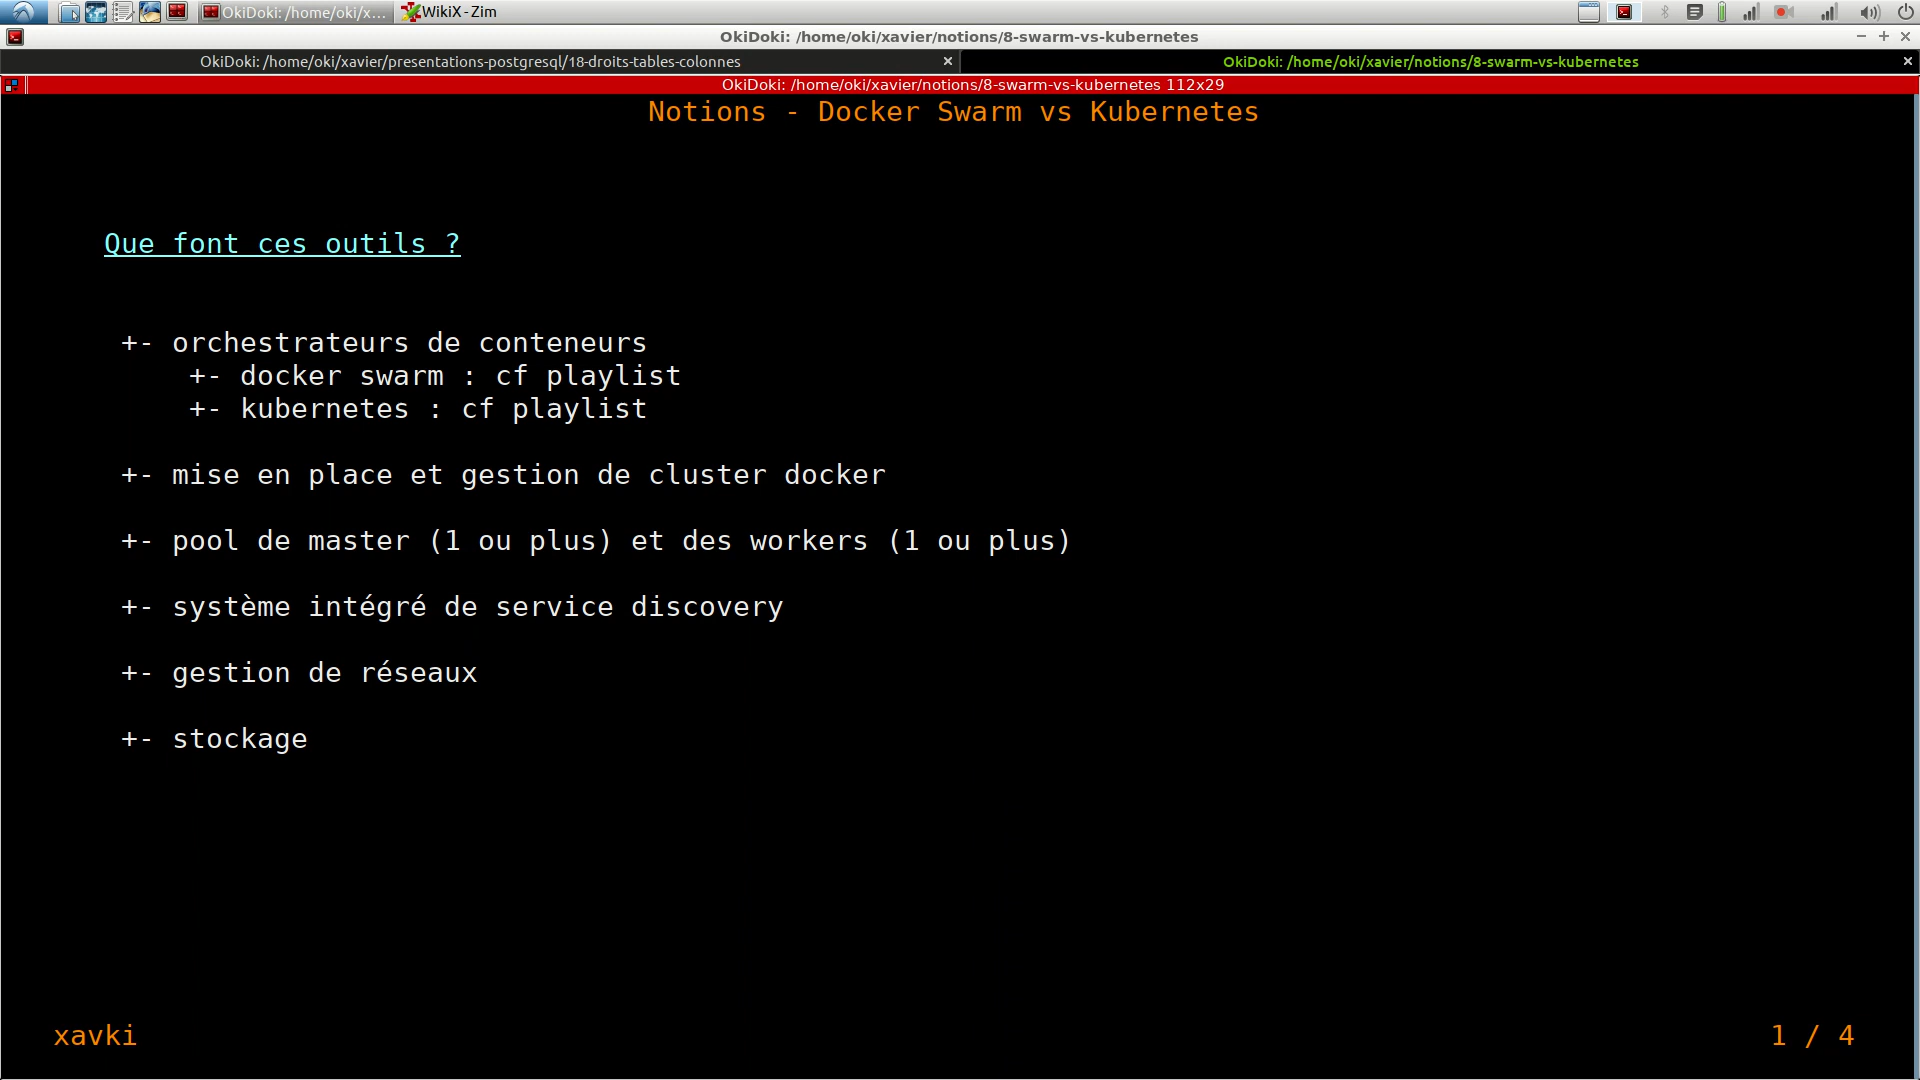 OkiDoki: /home/oki/x...
WikiX - Zim
OkiDoki: /home/oki/xavier/notions/8-swarm-vs-kubernetes
OkiDoki: /home/oki/xavier/presentations-postgresql/18-droits-tables-colonnes
OkiDoki: /home/oki/xavier/notions/8-swarm-vs-kubernetes
OkiDoki: /home/oki/xavier/notions/8-swarm-vs-kubernetes 112x29
Notions - Docker Swarm vs Kubernetes
Que font ces outils ?
+- orchestrateurs de conteneurs
+- docker swarm : cf playlist
+- kubernetes : cf playlist
+- mise en place et gestion de cluster docker
+- pool de master (1 ou plus) et des workers (1 ou plus)
+- système intégré de service discovery
+- gestion de réseaux
+- stockage
xavki
1 / 4